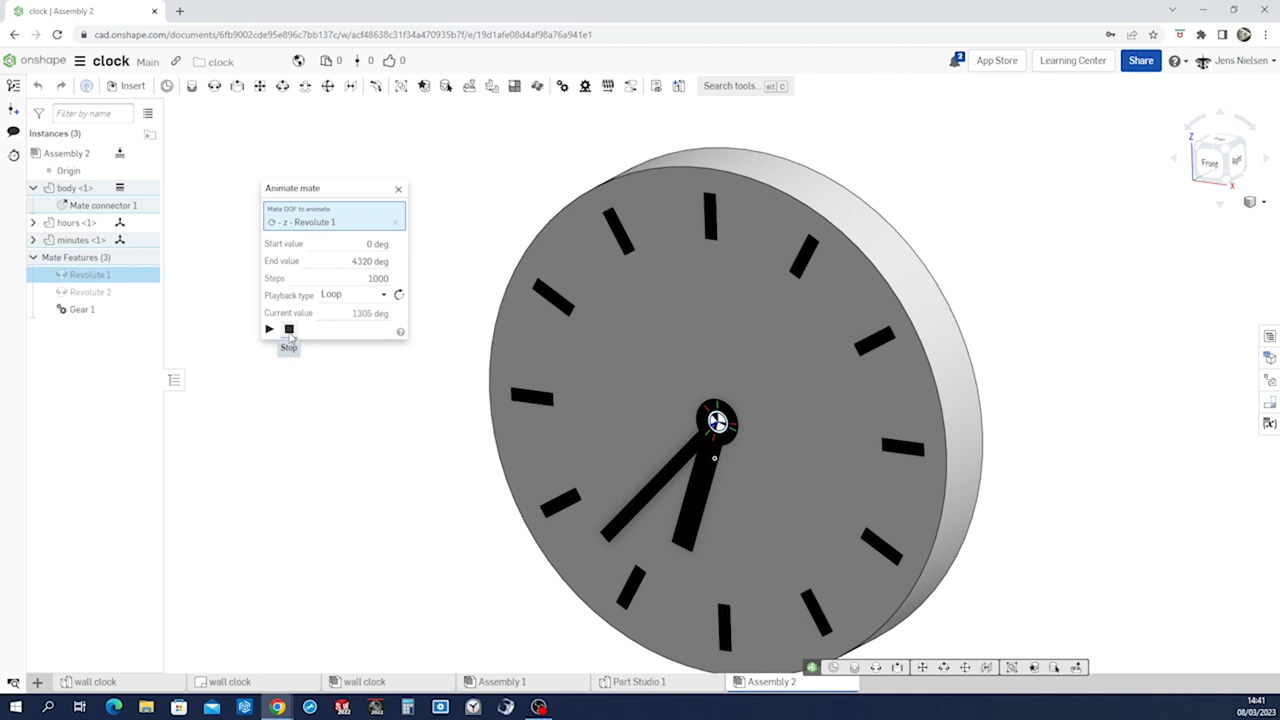 clock | Assembly 2
cad.onshape.com/documents/6fb9002cde95e896c7bb137c/w/acf48638c31f34a470935b7f/e/19d1afe08d4af98a76a941e1
onshape
clock
Main
clock
0
0
0
2
App Store
Learning Center
Share
Jens Nielsen
Insert
Search tools...
alt C
Filter by name
Instances (3)
Assembly 2
Origin
body <1>
Mate connector 1
hours <1>
minutes <1>
Mate Features (3)
Revolute 1
Revolute 2
Gear 1
Animate mate
Mate DOF to animate
- z - Revolute 1
Start value 0 deg
End value 4320 deg
Steps 1000
Playback type Loop
Current value 1305 deg
Stop
Z
Front
Right
X
wall clock
wall clock
wall clock
Assembly 1
Part Studio 1
Assembly 2
2022
2022
14:41
08/03/2023